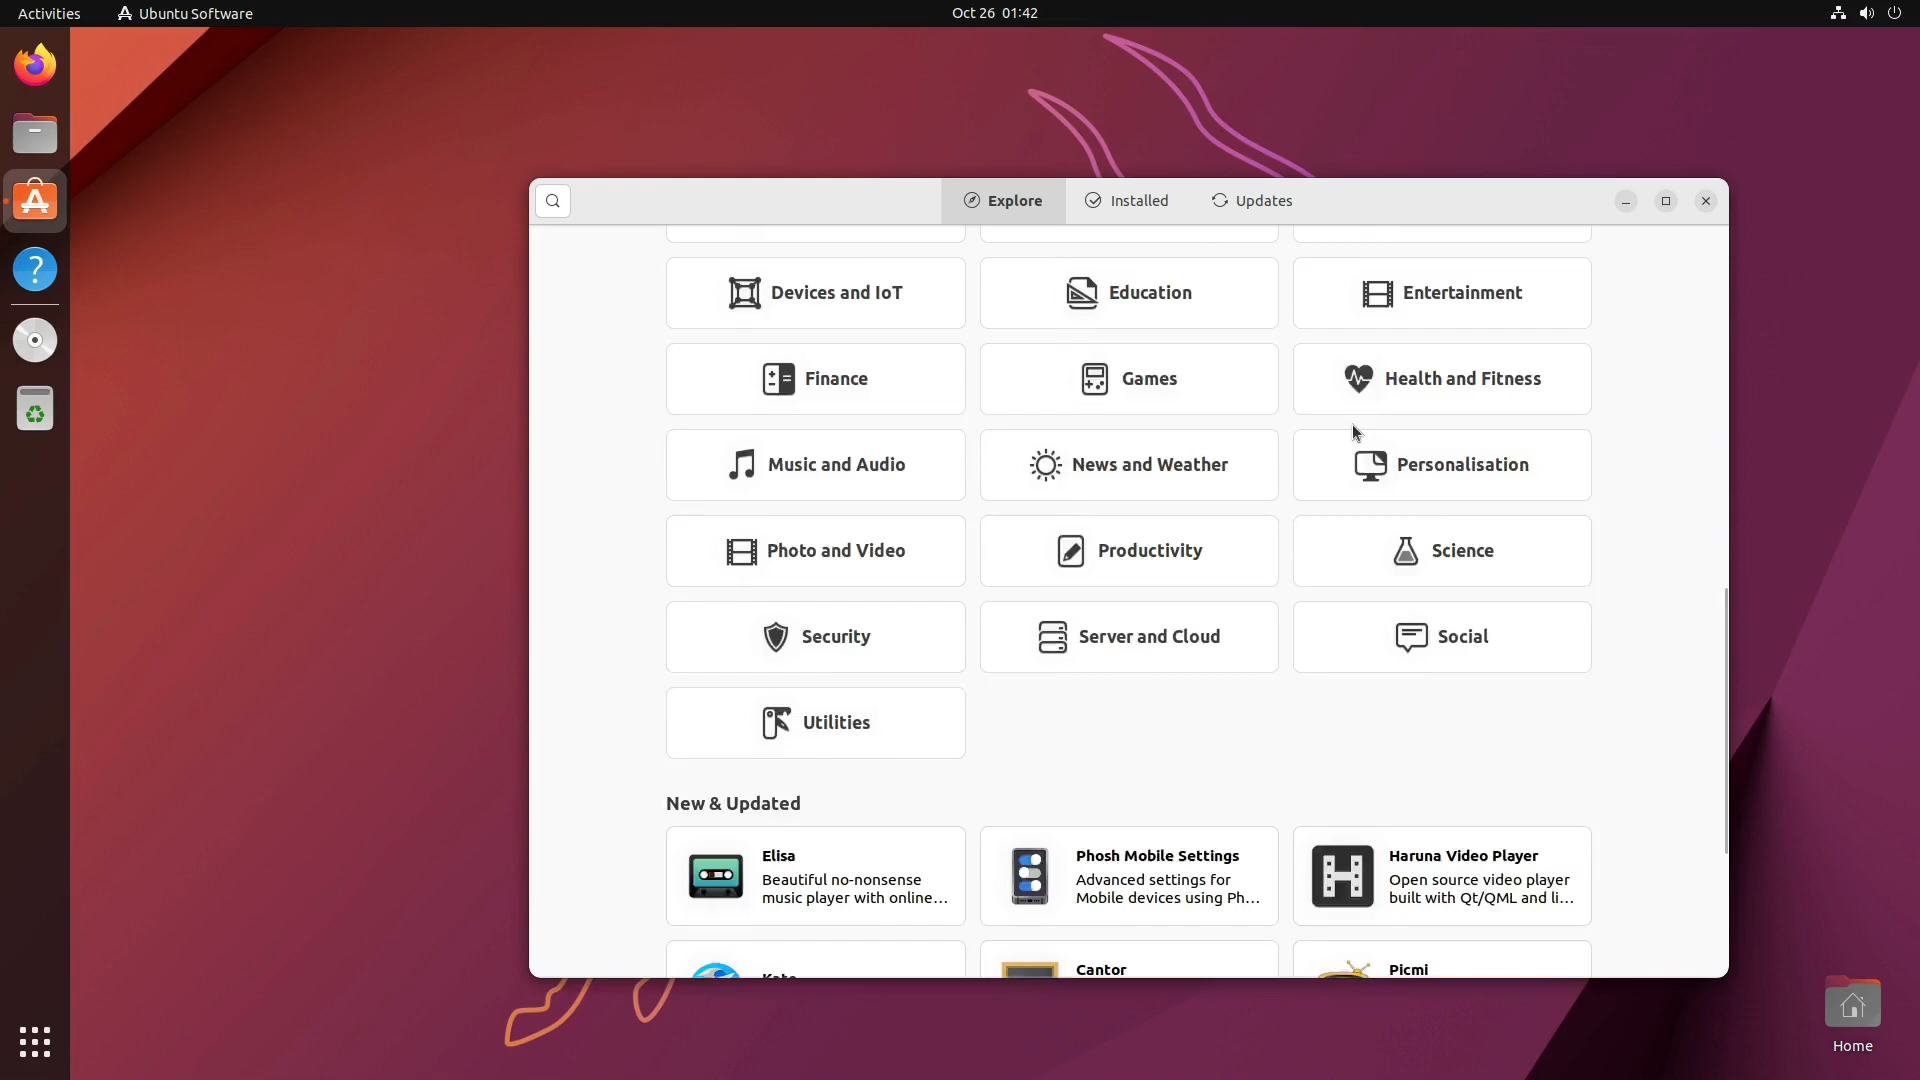 Activities
Ubuntu Software
Oct 26 01:42
Explore
Installed
Updates
Devices and IoT
Education
Entertainment
Finance
Games
Health and Fitness
Music and Audio
News and Weather
Personalisation
Photo and Video
Productivity
Science
Security
Server and Cloud
Social
Utilities
New & Updated
Elisa
Beautiful no-nonsense
music player with online...
Phosh Mobile Settings
Advanced settings for
Mobile devices using Ph...
Haruna Video Player
Open source video player
built with Qt/QML and li...
Kate
Cantor
Picmi
Home